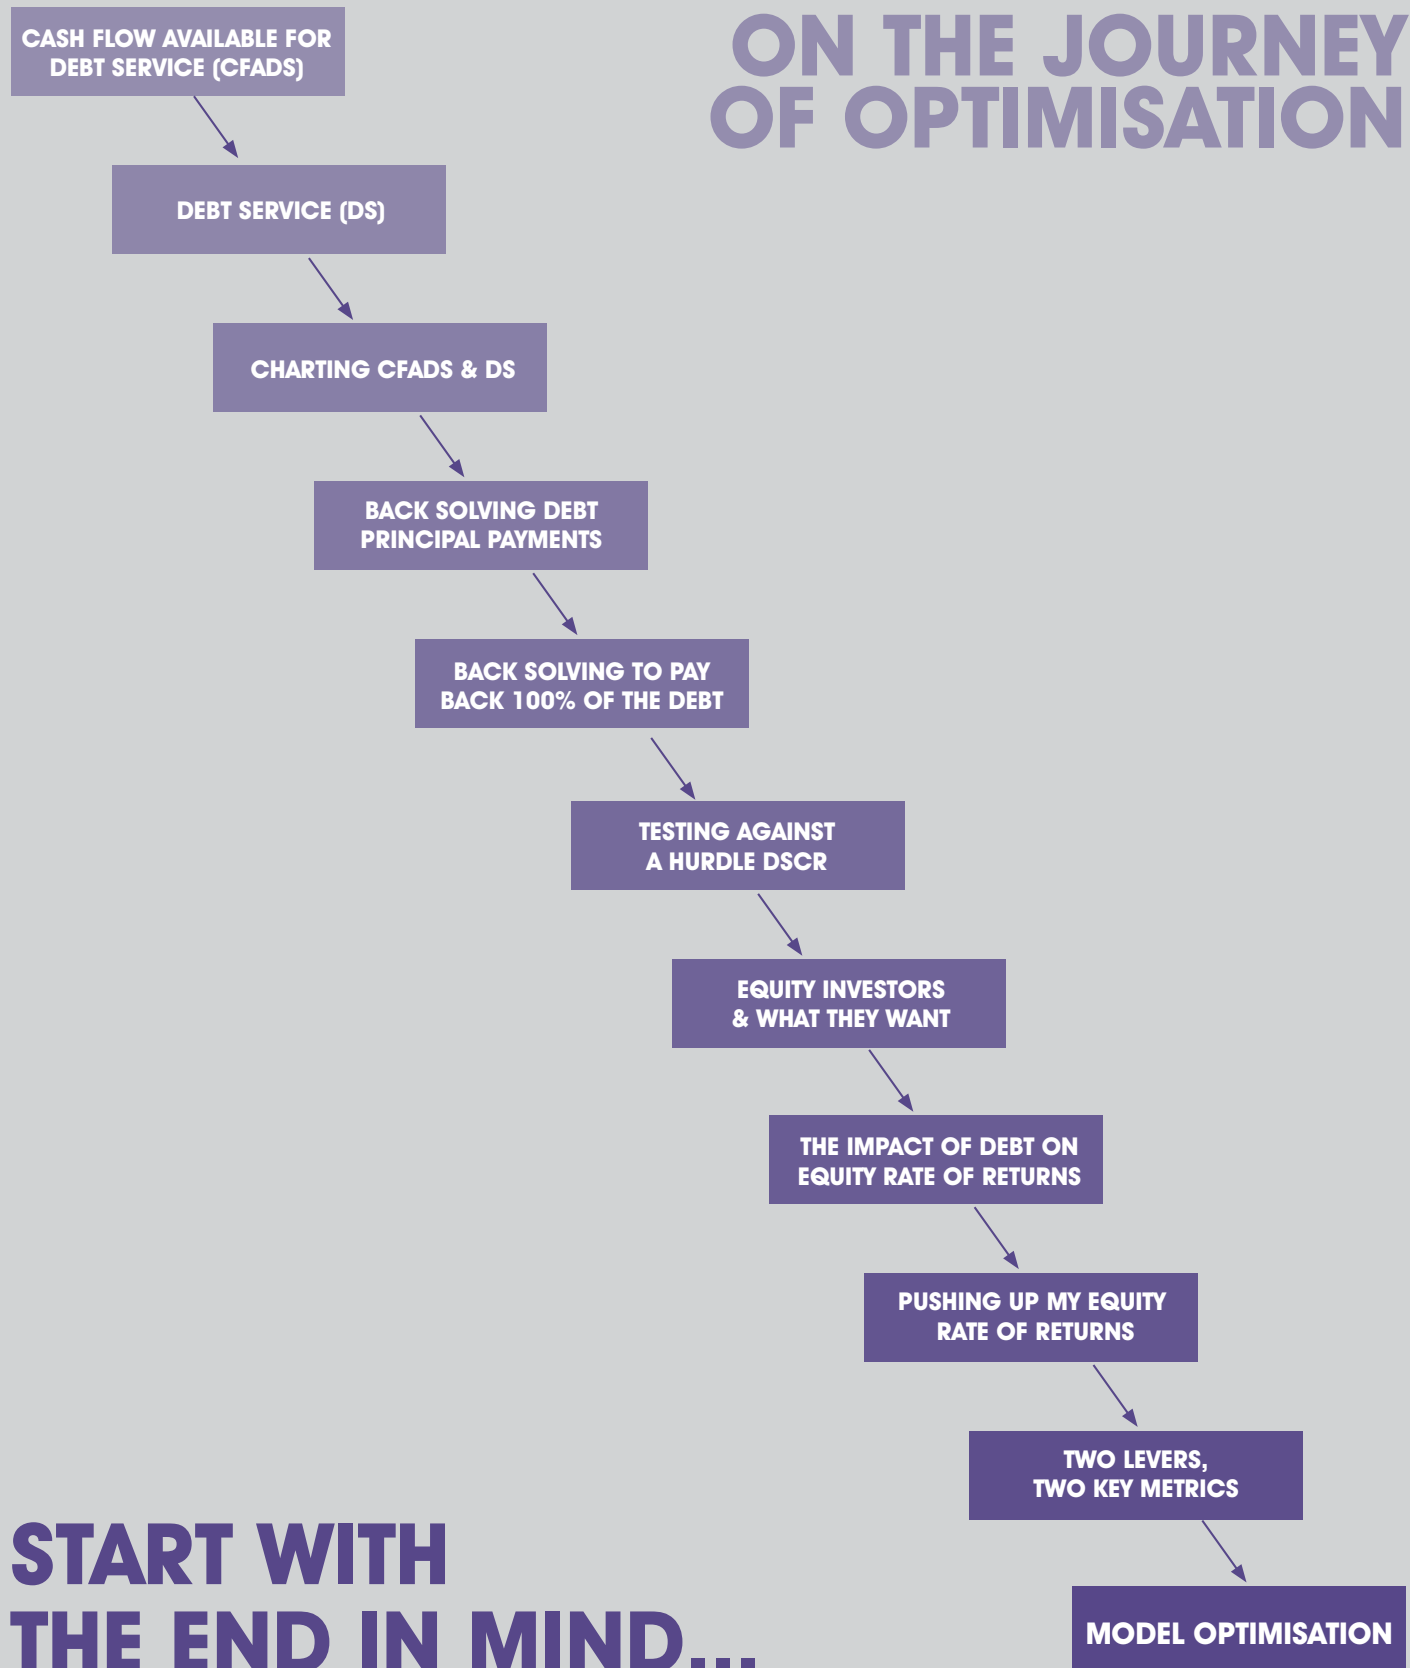 CASH FLOW AVAILABLE FOR
DEBT SERVICE (CFADS)
ON THE JOURNEY
OF OPTIMISATION
DEBT SERVICE (DS)
CHARTING CFADS & DS
BACK SOLVING DEBT
PRINCIPAL PAYMENTS
BACK SOLVING TO PAY
BACK 100% OF THE DEBT
TESTING AGAINST
A HURDLE DSCR
EQUITY INVESTORS
& WHAT THEY WANT
THE IMPACT OF DEBT ON
EQUITY RATE OF RETURNS
PUSHING UP MY EQUITY
RATE OF RETURNS
TWO LEVERS,
TWO KEY METRICS
START WITH
THE END IN MIND...
MODEL OPTIMISATION